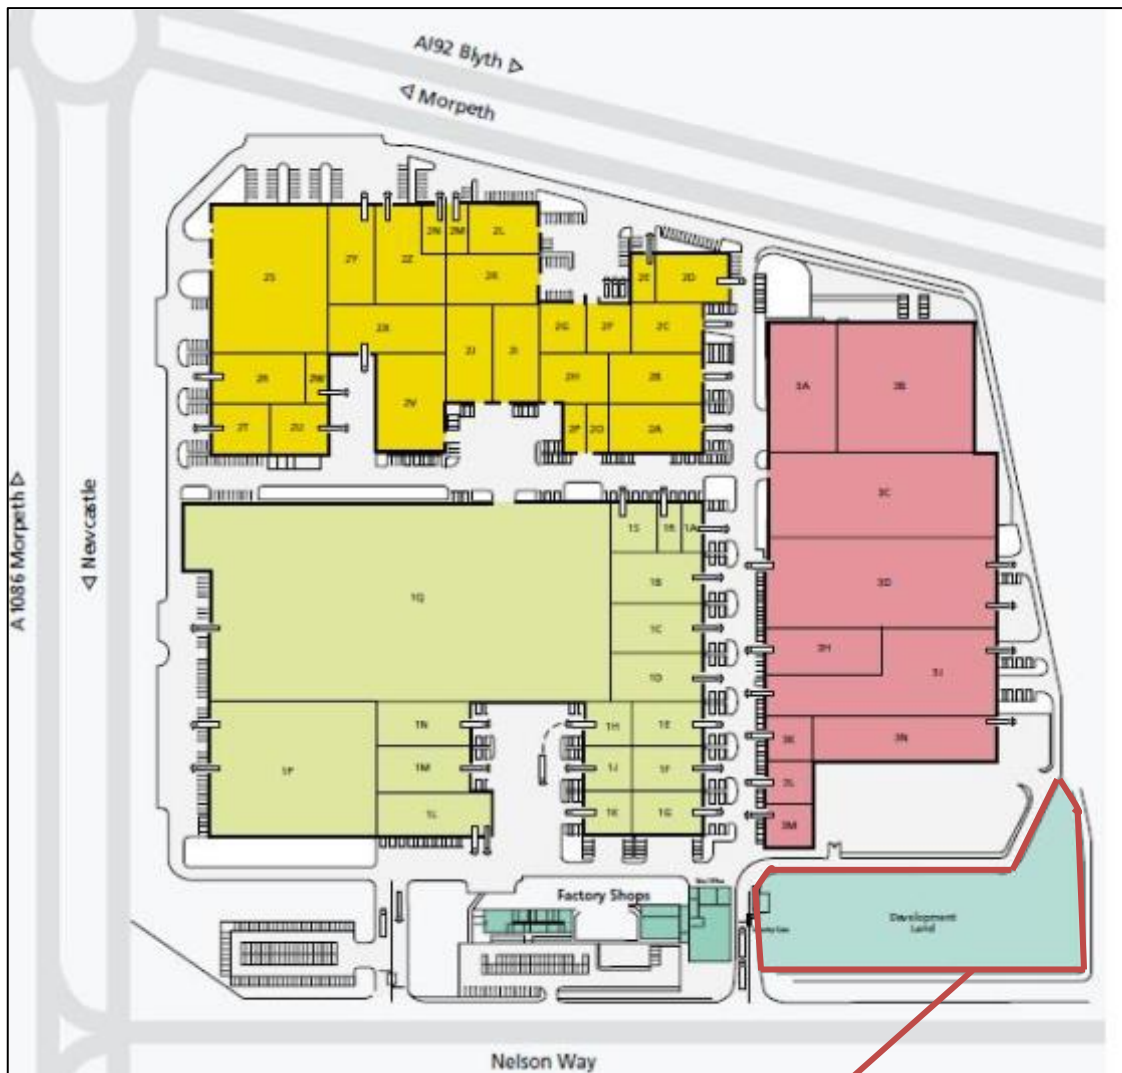 A192 Blyth ▷
◁ Morpeth
A1086 Morpeth ▷
◁ Newcastle
2N
2M
2L
2S
2Y
2Z
2K
2E
2D
2X
2J
2I
2G
2F
2C
2R
2W
2V
2H
2B
2T
2U
2P
2O
2A
3A
3B
3C
3D
3H
3J
3K
3N
3L
3M
1S
1R
1A
1Q
1B
1C
1D
1N
1H
1E
1P
1M
1J
1F
1L
1K
1G
Factory Shops
Development
Land
Nelson Way